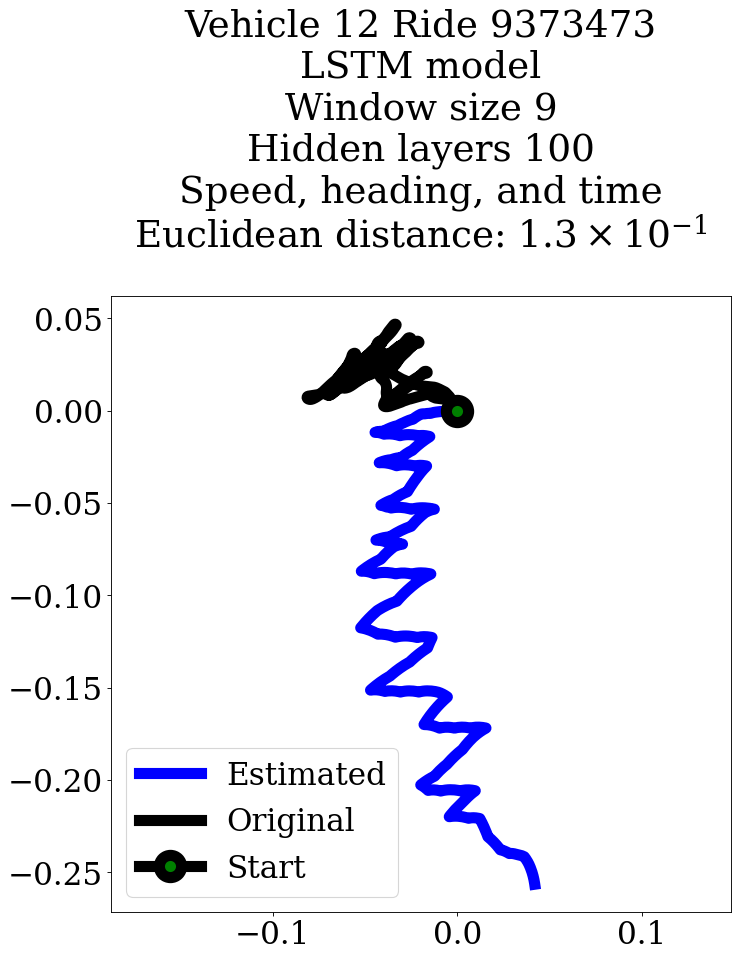 Vehicle 12 Ride 9373473
LSTM model
Window size 9
Hidden layers 100
Speed, heading, and time
Euclidean distance: 1.3 × 10⁻¹
0.05
0.00
−0.05
−0.10
−0.15
−0.20
−0.25
Estimated
Original
Start
−0.1
0.0
0.1